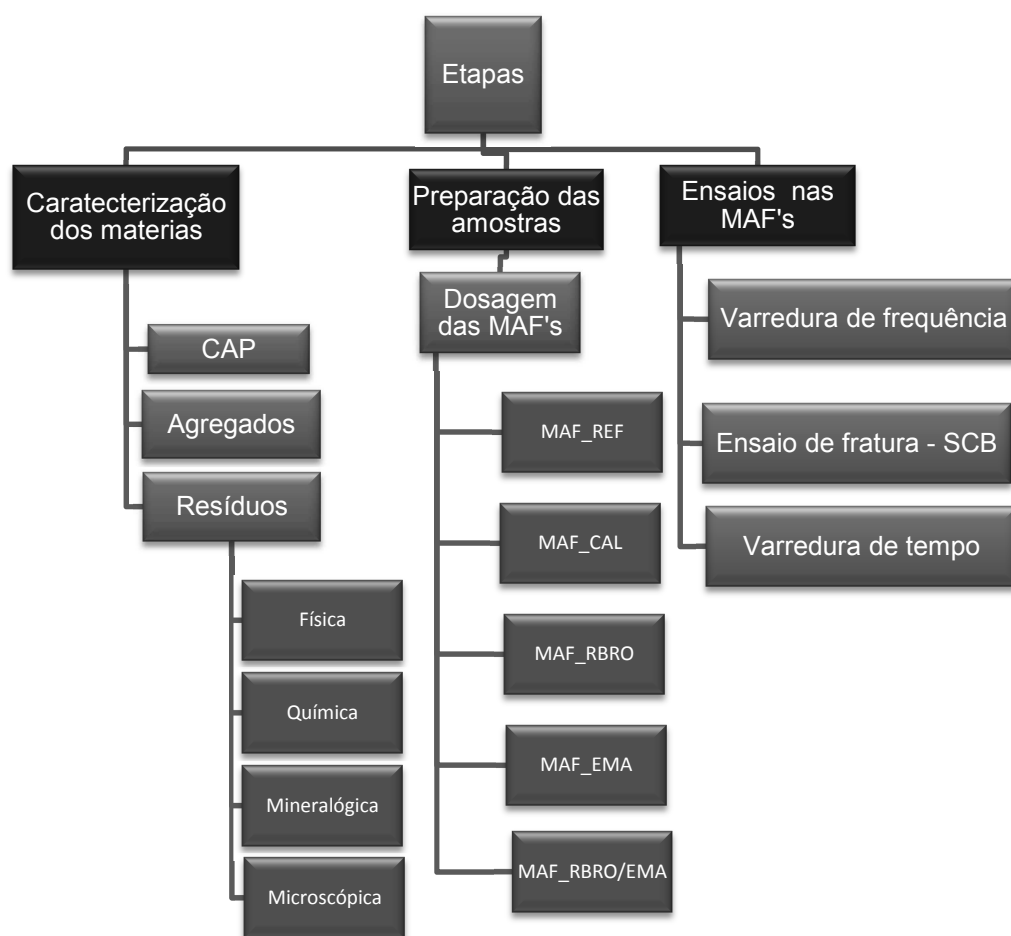 Etapas
Caratecterização
dos materias
CAP
Agregados
Resíduos
Física
Química
Mineralógica
Microscópica
Preparação das
amostras
Dosagem
das MAF's
MAF_REF
MAF_CAL
MAF_RBRO
MAF_EMA
MAF_RBRO/EMA
Ensaios nas
MAF's
Varredura de frequência
Ensaio de fratura - SCB
Varredura de tempo